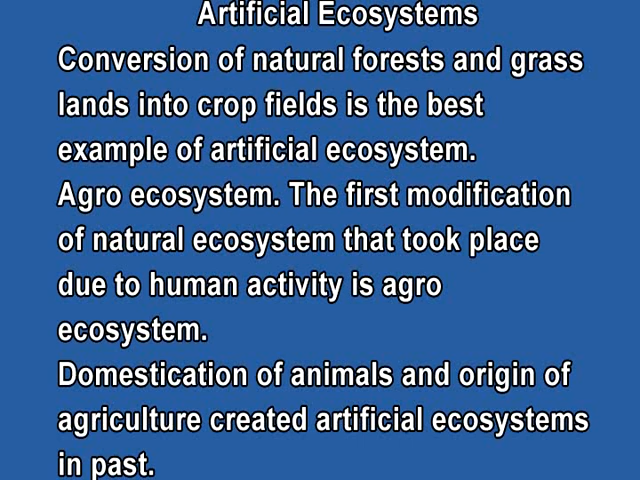 Artificial Ecosystems
Conversion of natural forests and grass
lands into crop fields is the best
example of artificial ecosystem.
Agro ecosystem. The first modification
of natural ecosystem that took place
due to human activity is agro
ecosystem.
Domestication of animals and origin of
agriculture created artificial ecosystems
in past.